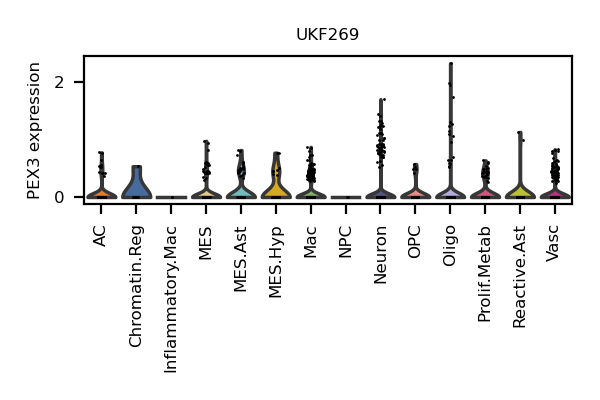 UKF269
PEX3 expression
2
0
AC
Chromatin.Reg
Inflammatory.Mac
MES
MES.Ast
MES.Hyp
Mac
NPC
Neuron
OPC
Oligo
Prolif.Metab
Reactive.Ast
Vasc